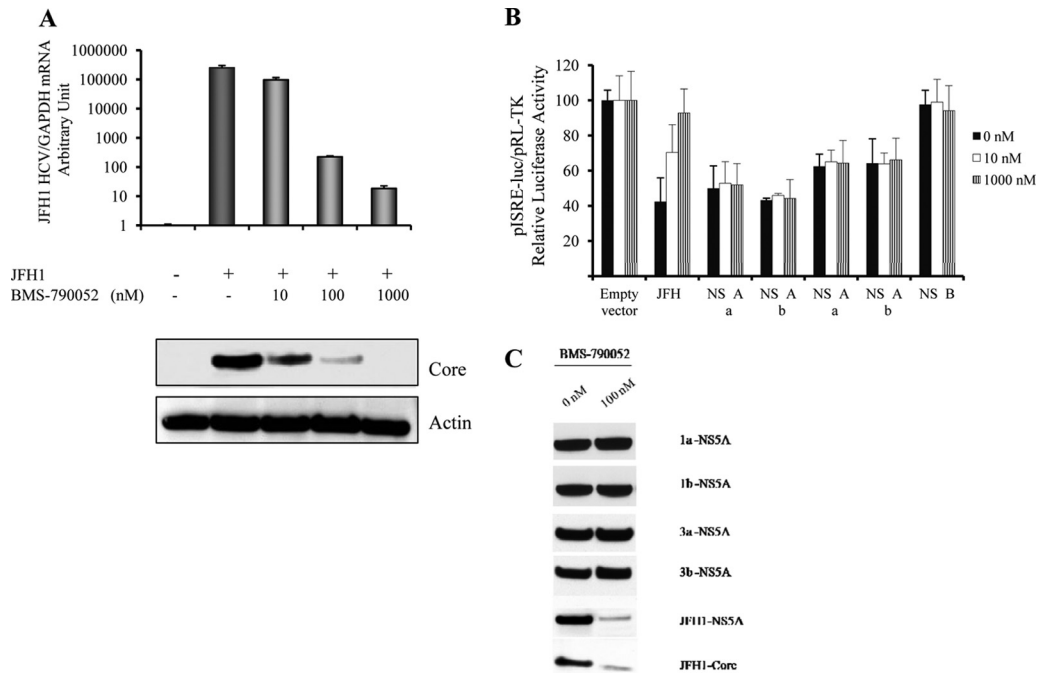 A
JFH1 HCV/GAPDH mRNA
Arbitrary Unit
1000000
100000
10000
1000
100
10
1
JFH1 - + + + +
BMS-790052 (nM) - - 10 100 1000
Core
Actin
B
pISRE-luc/pRL-TK
Relative Luciferase Activity
120
100
80
60
40
20
0 nM
10 nM
1000 nM
Empty vector
JFH
NS A a
NS A b
NS A a
NS A b
NS B
C
BMS-790052
0 nM 100 nM
1a-NS5A
1b-NS5A
3a-NS5A
3b-NS5A
JFH1-NS5A
JFH1-Core